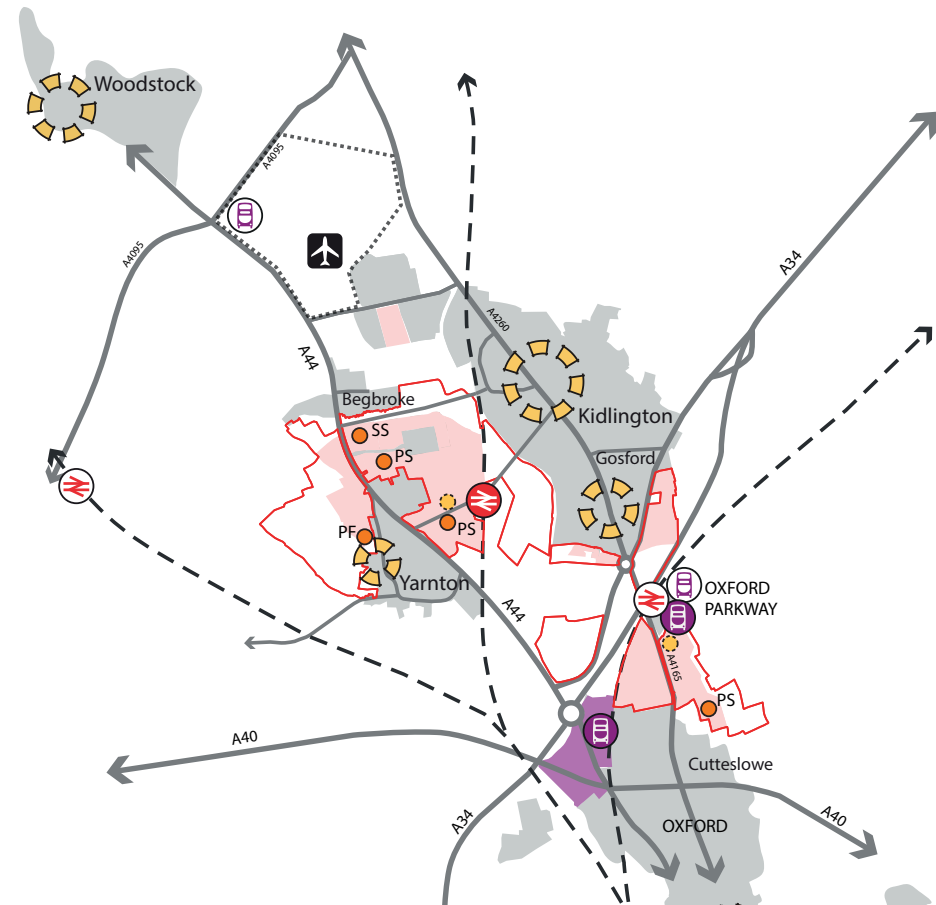 Woodstock
A4095
A4095
A34
A4260
A44
Begbroke
Kidlington
SS
Gosford
PS
PF
PS
Yarnton
OXFORD
PARKWAY
A44
A4165
PS
A40
Cutteslowe
A34
A40
OXFORD